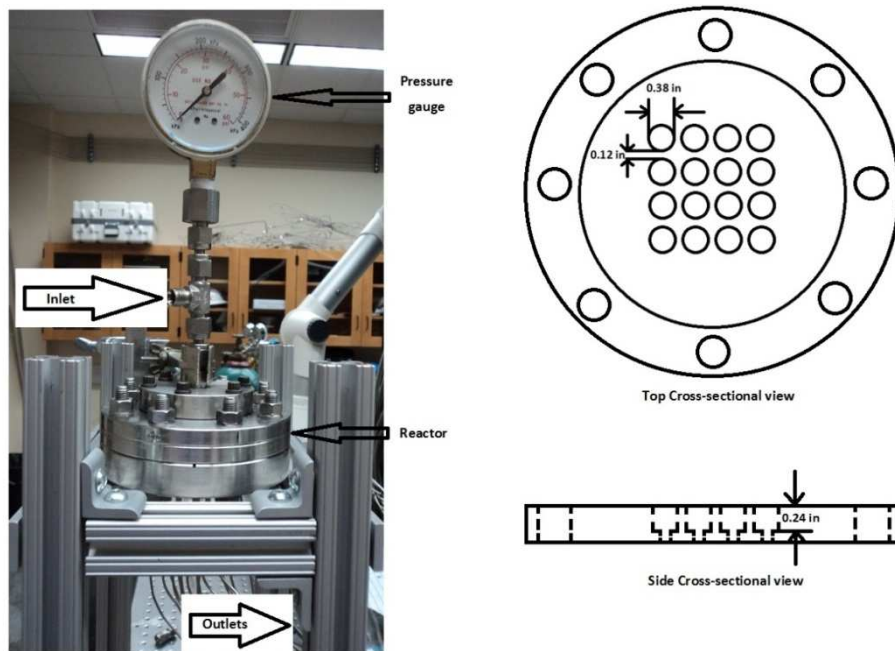 Pressure
gauge
Inlet
Reactor
Outlets
0.38 in
0.12 in
Top Cross-sectional view
0.24 in
Side Cross-sectional view